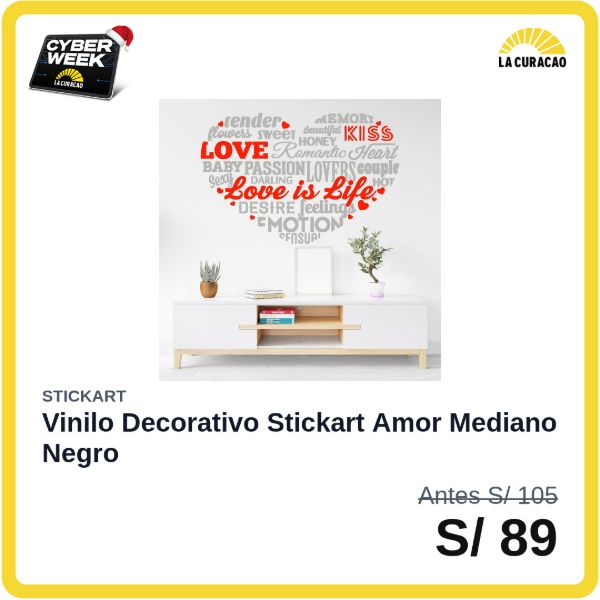 CYBER
WEEK
LA CURACAO
LA CURACAO
Tender
MEMORY
flowers sweet beautiful KISS
HONEY
LOVE Romantic Heart
BABY PASSION LOVERS couple
Sexy DARLING HOT
Love is Life
DESIRE feelings
EMOTION
SENSUAL
STICKART
Vinilo Decorativo Stickart Amor Mediano
Negro
Antes S/ 105
S/ 89